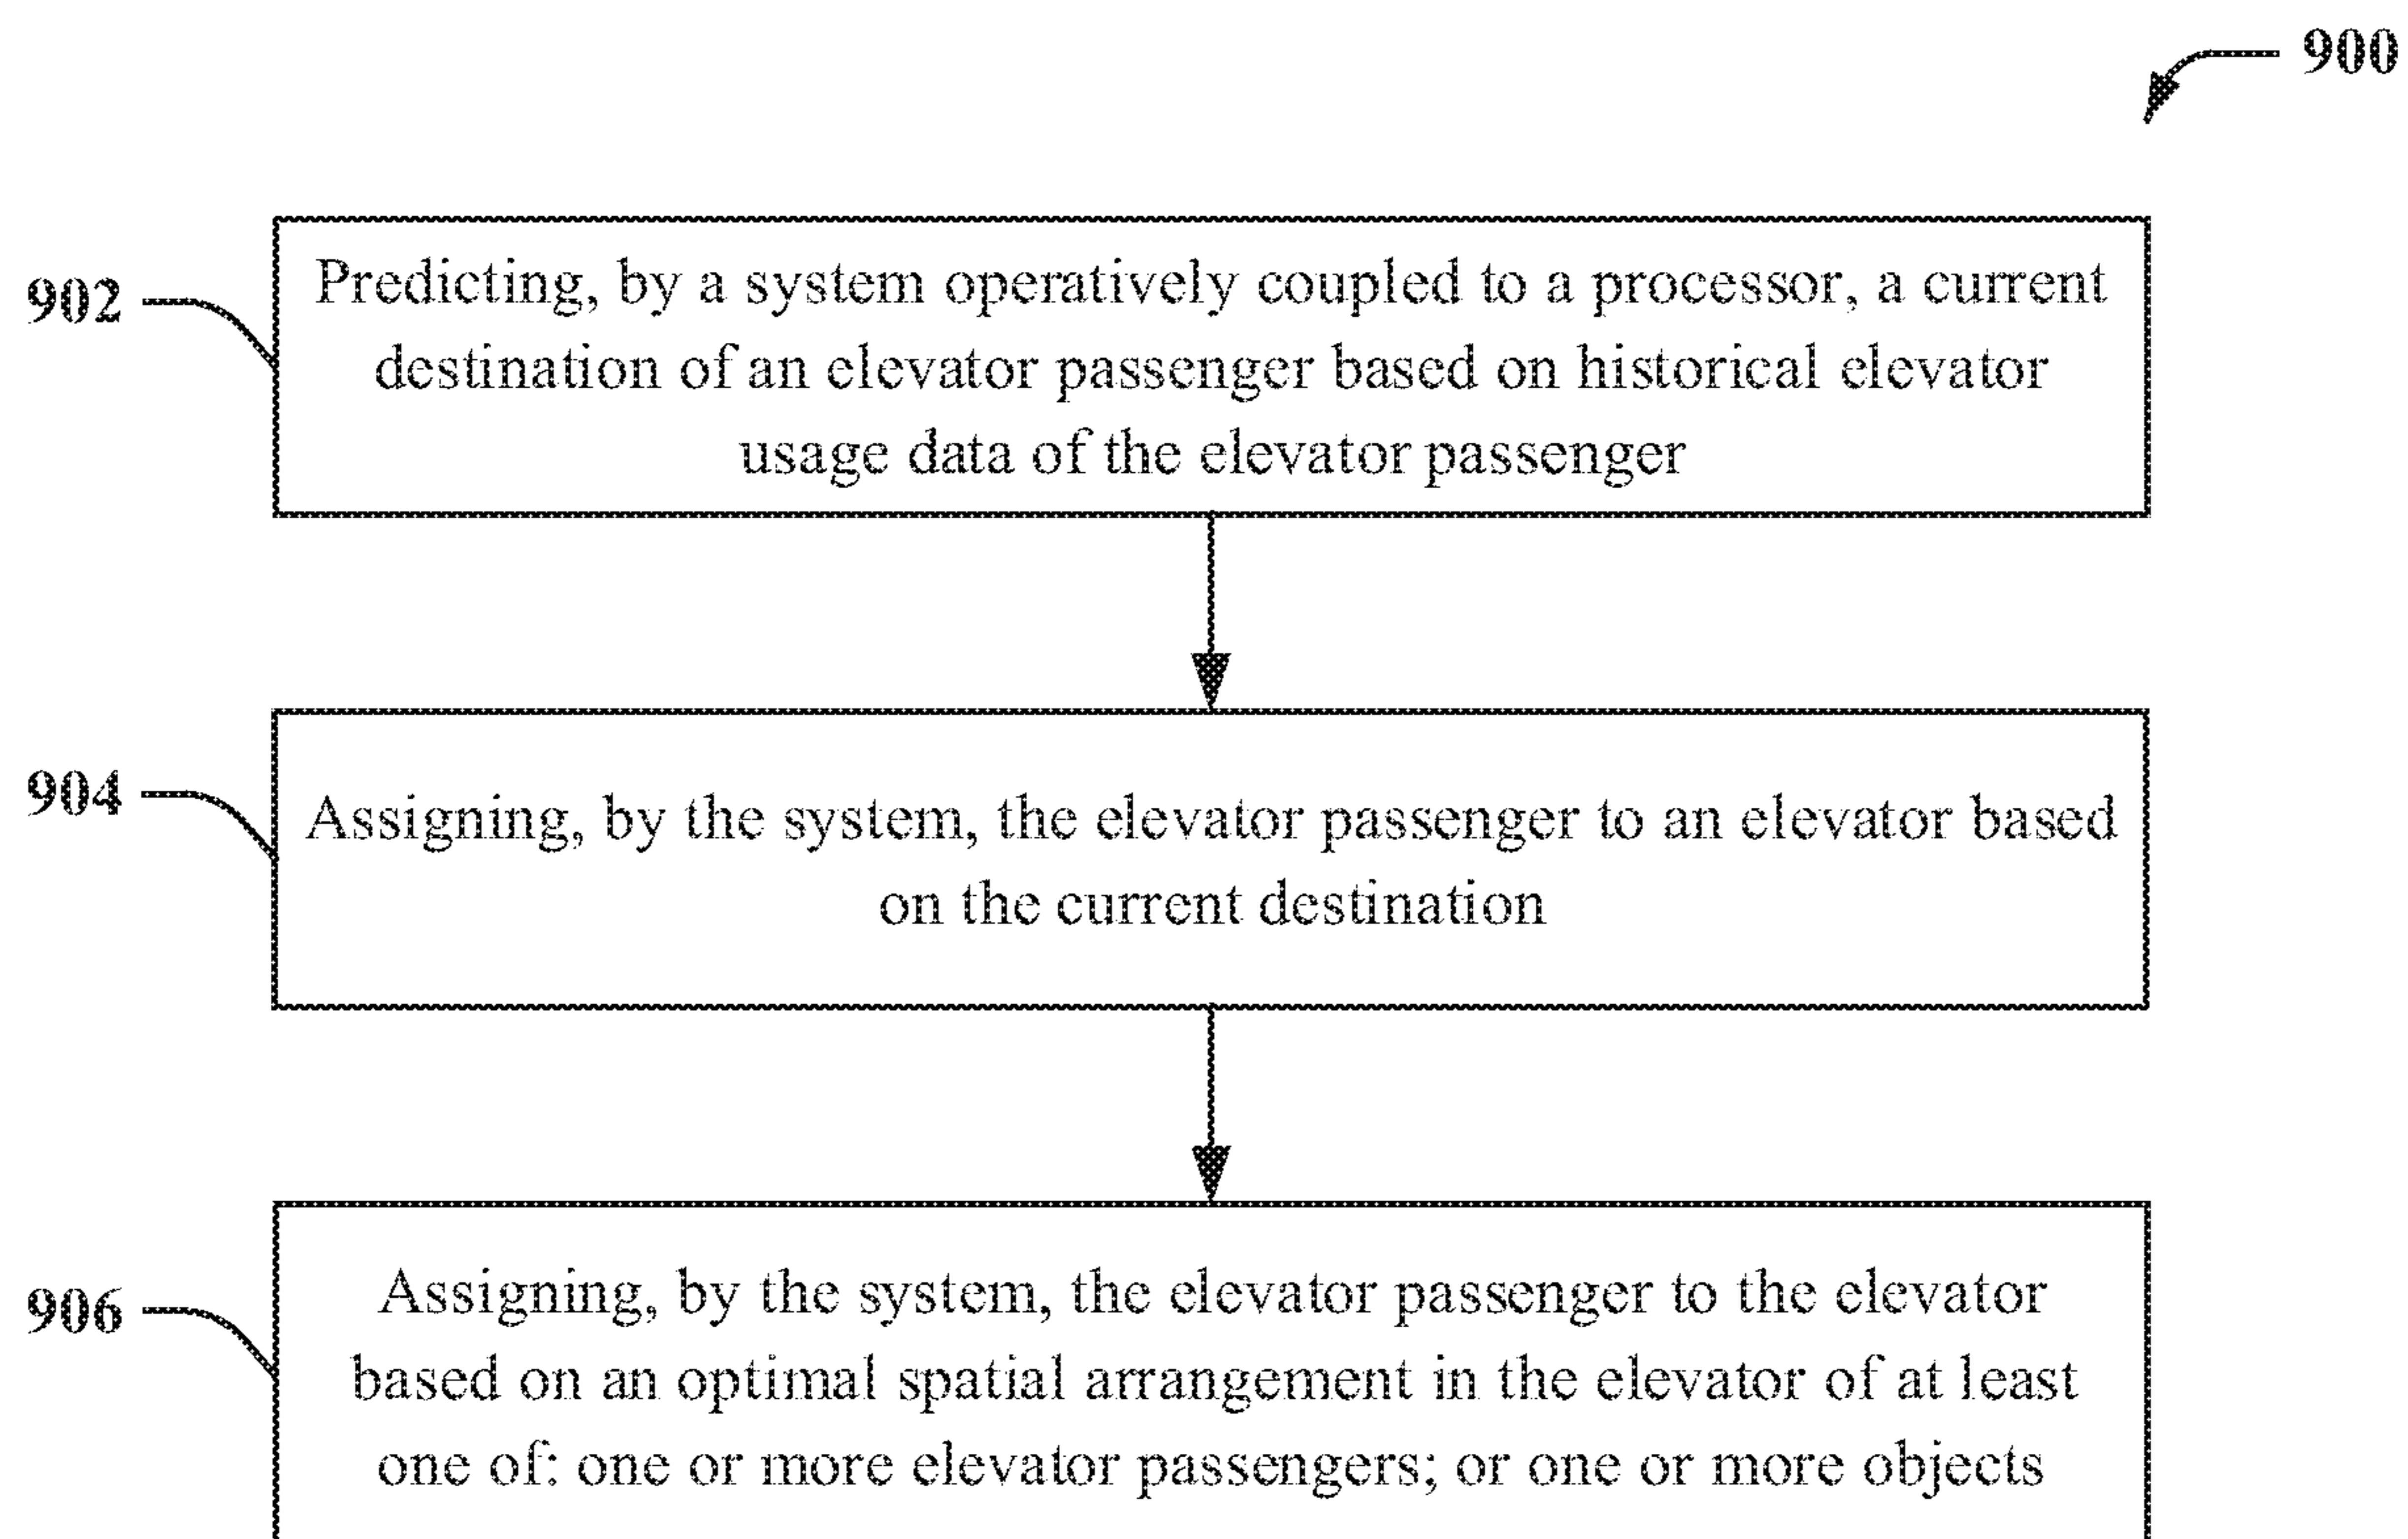 900
902
Predicting, by a system operatively coupled to a processor, a current
destination of an elevator passenger based on historical elevator
usage data of the elevator passenger
904
Assigning, by the system, the elevator passenger to an elevator based
on the current destination
906
Assigning, by the system, the elevator passenger to the elevator
based on an optimal spatial arrangement in the elevator of at least
one of: one or more elevator passengers; or one or more objects